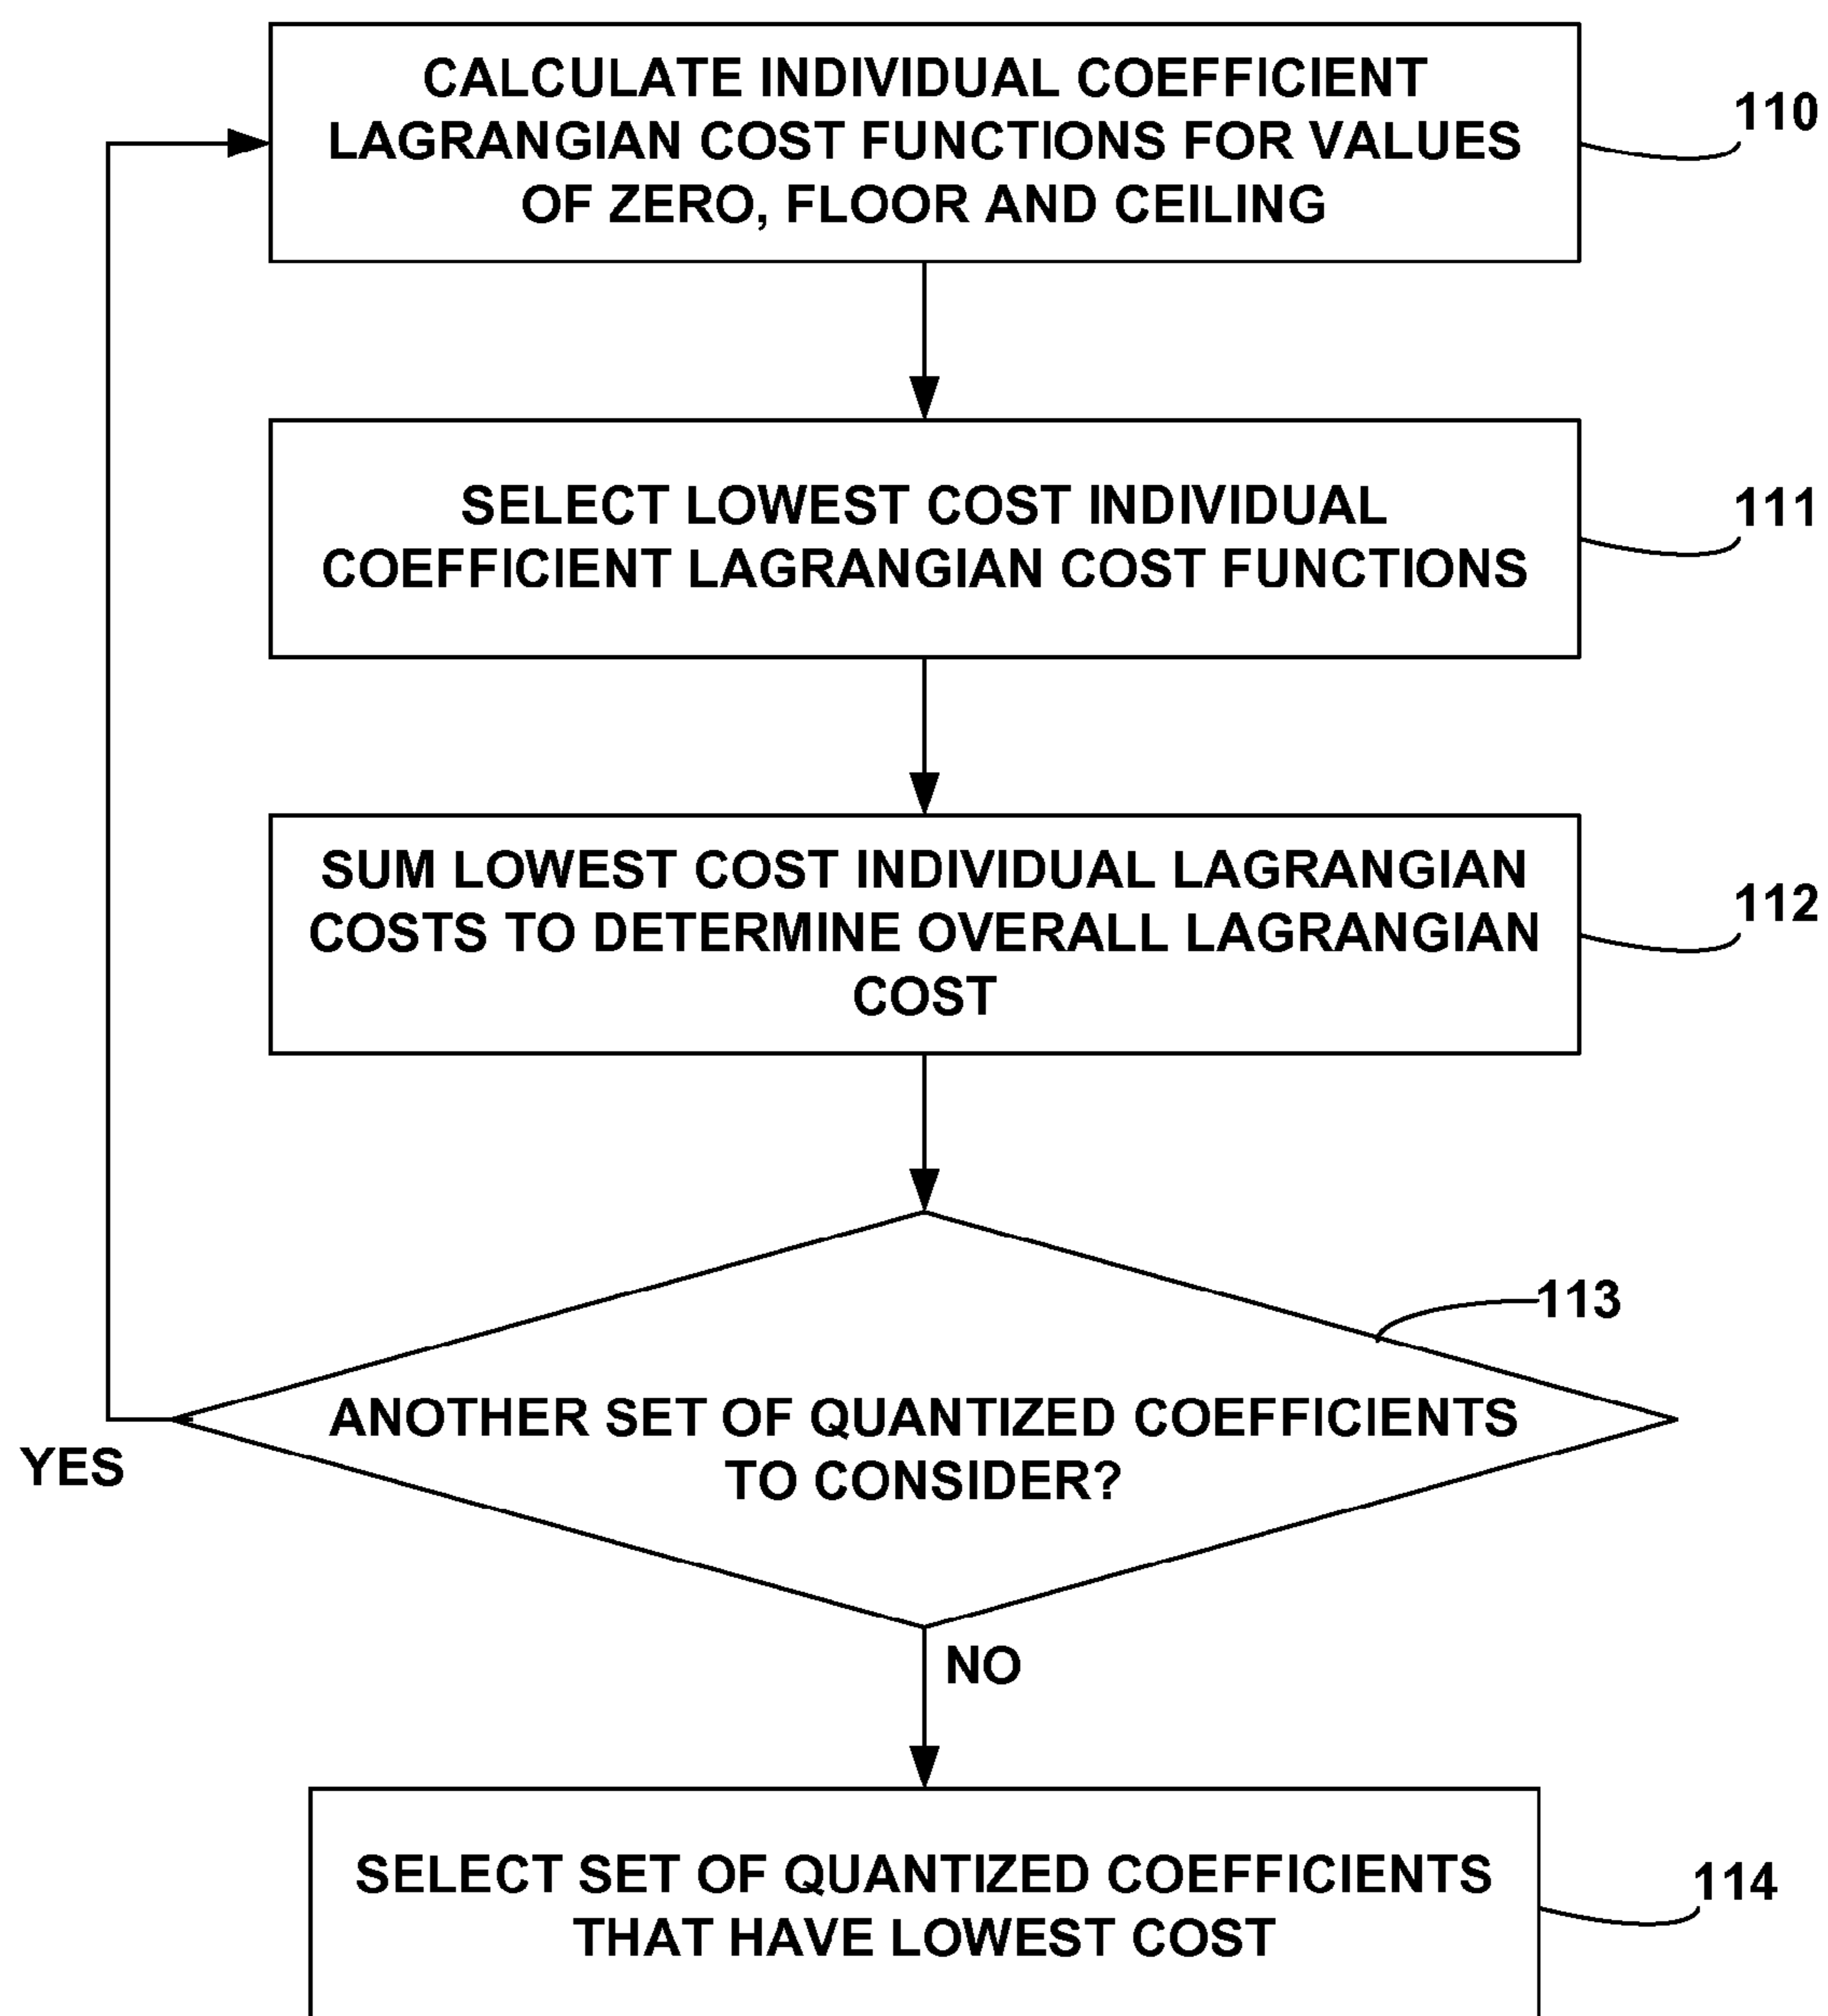 CALCULATE INDIVIDUAL COEFFICIENT
LAGRANGIAN COST FUNCTIONS FOR VALUES
OF ZERO, FLOOR AND CEILING
110
SELECT LOWEST COST INDIVIDUAL
COEFFICIENT LAGRANGIAN COST FUNCTIONS
111
SUM LOWEST COST INDIVIDUAL LAGRANGIAN
COSTS TO DETERMINE OVERALL LAGRANGIAN
COST
112
113
ANOTHER SET OF QUANTIZED COEFFICIENTS
TO CONSIDER?
YES
NO
SELECT SET OF QUANTIZED COEFFICIENTS
THAT HAVE LOWEST COST
114